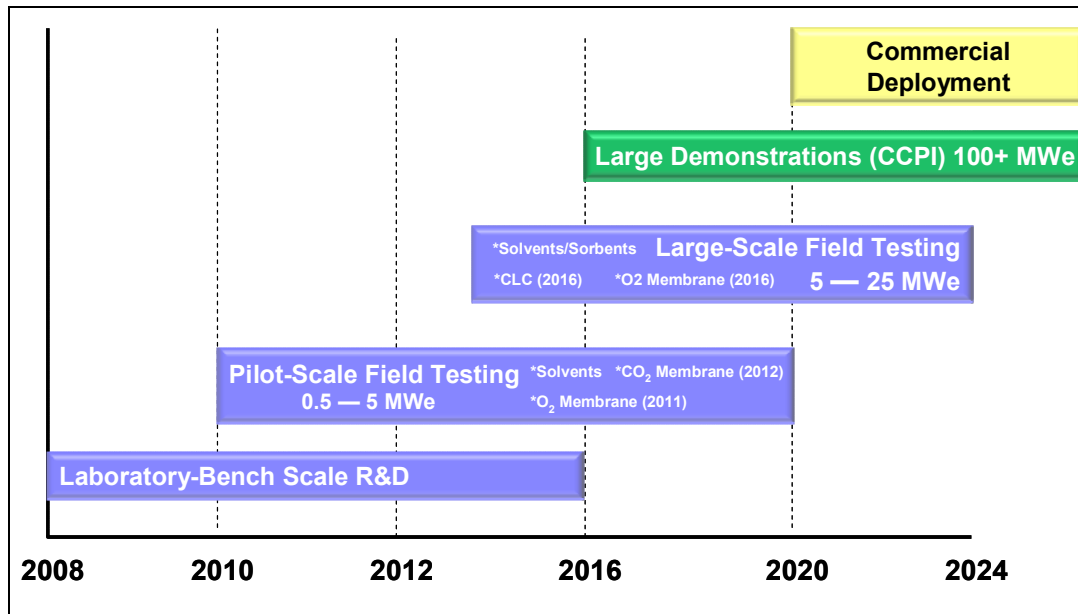 Commercial
Deployment
Large Demonstrations (CCPI) 100+ MWe
*Solvents/Sorbents Large-Scale Field Testing
*CLC (2016) *O2 Membrane (2016) 5 — 25 MWe
Pilot-Scale Field Testing *Solvents *CO₂ Membrane (2012)
0.5 — 5 MWe *O₂ Membrane (2011)
Laboratory-Bench Scale R&D
2008 2010 2012 2016 2020 2024